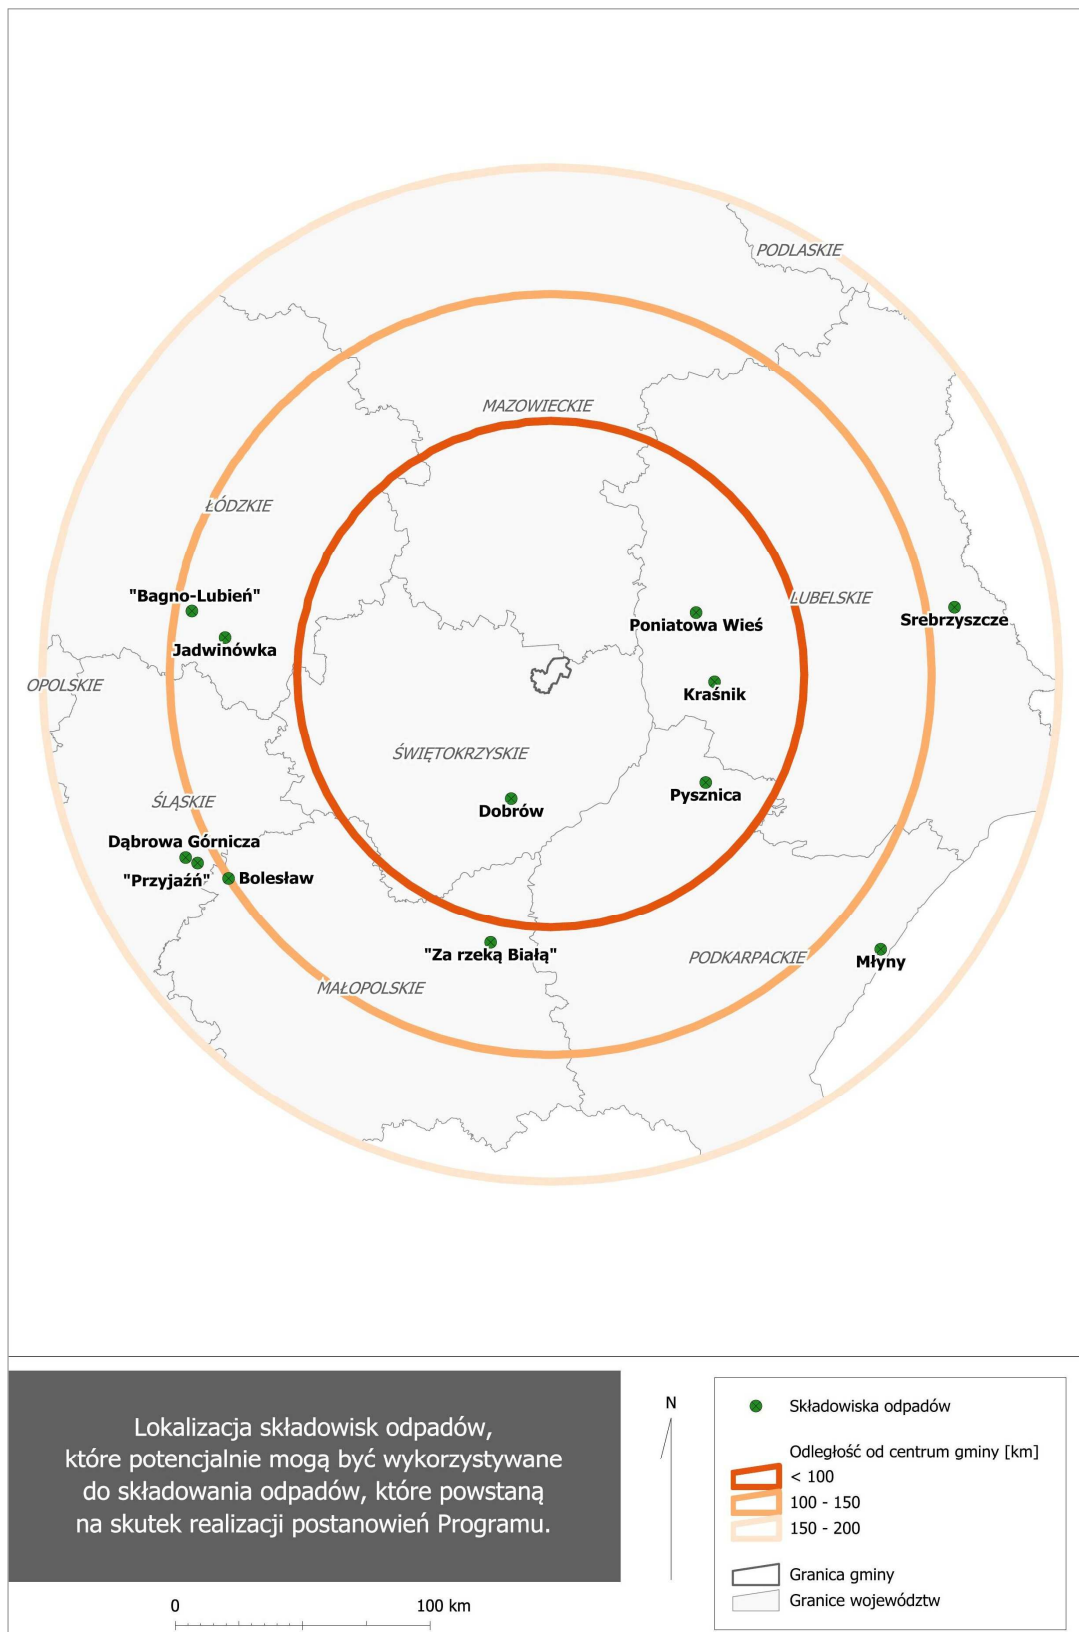 PODLASKIE
MAZOWIECKIE
ŁÓDZKIE
"Bagno-Lubień"
Jadwinówka
LUBELSKIE
Poniatowa Wieś
Srebrzyszcze
OPOLSKIE
Kraśnik
ŚWIĘTOKRZYSKIE
Pysznica
ŚLĄSKIE
Dobrów
Dąbrowa Górnicza
"Przyjaźń"
Bolesław
"Za rzeką Białą"
PODKARPACKIE
Młyny
MAŁOPOLSKIE
Lokalizacja składowisk odpadów,
które potencjalnie mogą być wykorzystywane
do składowania odpadów, które powstaną
na skutek realizacji postanowień Programu.
0 100 km
N
Składowiska odpadów
Odległość od centrum gminy [km]
< 100
100 - 150
150 - 200
Granica gminy
Granice województw